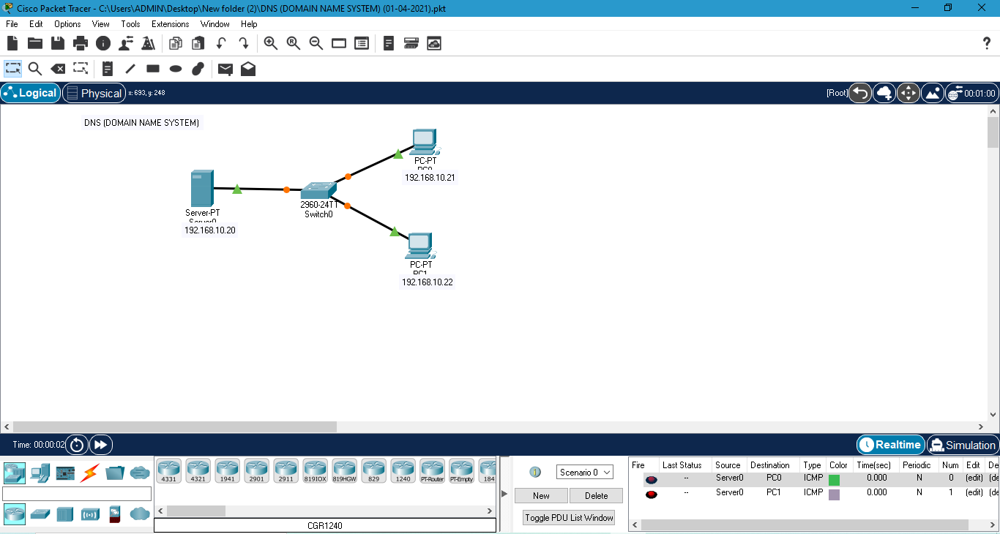 Cisco Packet Tracer - C:\Users\ADMIN\Desktop\New folder (2)\DNS (DOMAIN NAME SYSTEM) (01-04-2021).pkt
File Edit Options View Tools Extensions Window Help
Logical Physical x: 693, y: 248 [Root] 00:01:00
DNS (DOMAIN NAME SYSTEM)
PC-PT
PC0
192.168.10.21
2960-24TT
Switch0
Server-PT
Server0
192.168.10.20
PC-PT
PC1
192.168.10.22
Time: 00:00:02 Realtime Simulation
4331 4321 1941 2901 2911 819IOX 819HGW 829 1240 PT-Router PT-Empty 184
CGR1240
Scenario 0
New Delete
Toggle PDU List Window
Fire Last Status Source Destination Type Color Time(sec) Periodic Num Edit De
-- Server0 PC0 ICMP 0.000 N 0 (edit) (de
-- Server0 PC1 ICMP 0.000 N 1 (edit) (de